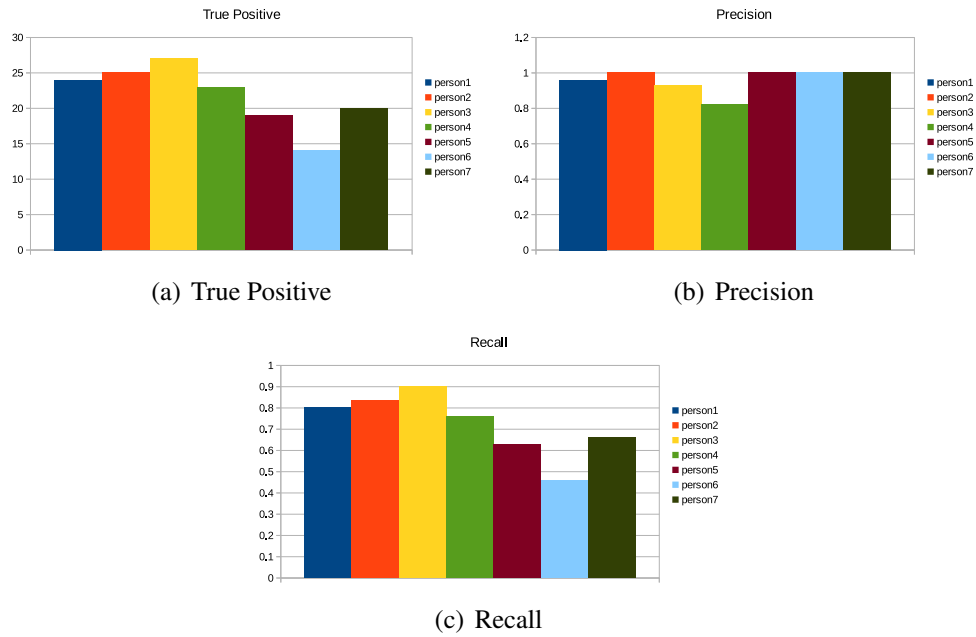 True Positive
30
25
20
15
10
5
0
person1
person2
person3
person4
person5
person6
person7
(a) True Positive
Precision
1.2
1
0.8
0.6
0.4
0.2
0
person1
person2
person3
person4
person5
person6
person7
(b) Precision
Recall
1
0.9
0.8
0.7
0.6
0.5
0.4
0.3
0.2
0.1
0
person1
person2
person3
person4
person5
person6
person7
(c) Recall